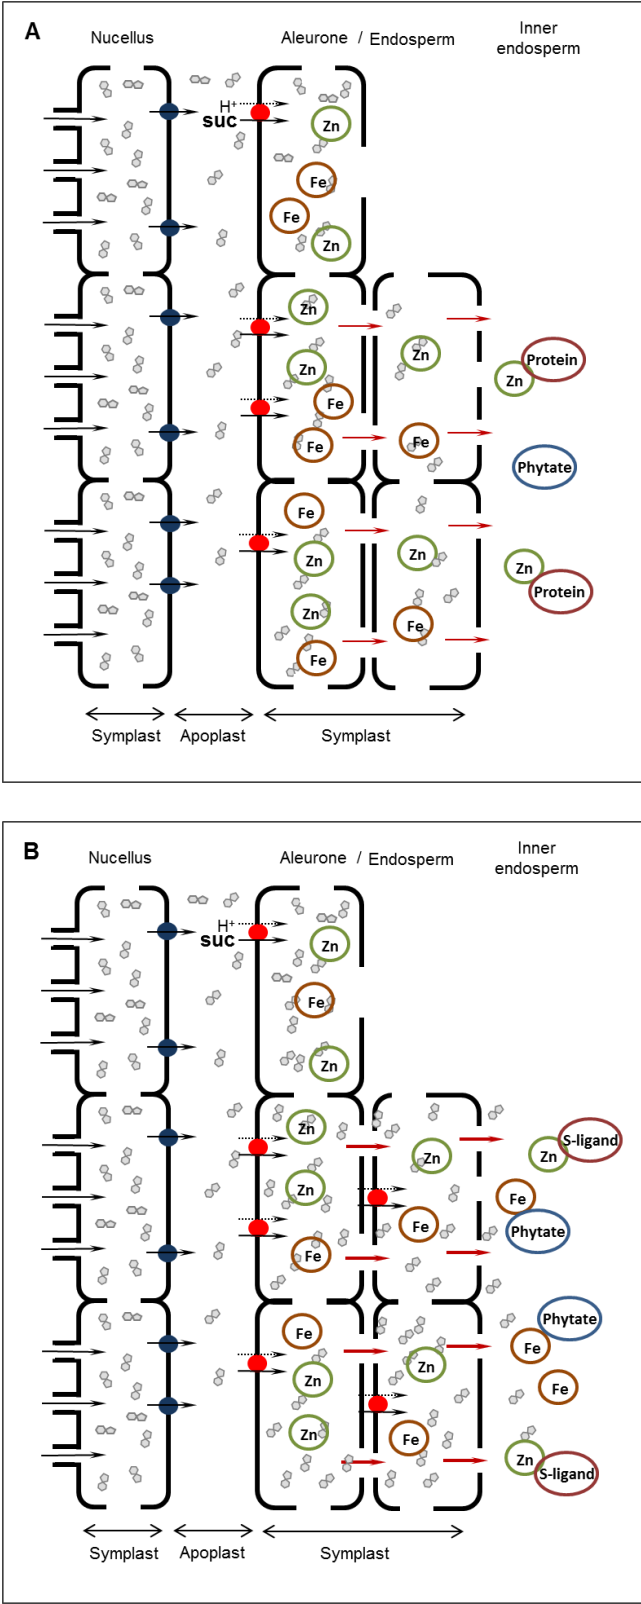 A
Nucellus
Aleurone / Endosperm
Inner
endosperm
H+
suc
Zn
Fe
Fe
Zn
Zn
Zn
Protein
Zn
Zn
Fe
Fe
Fe
Phytate
Fe
Zn
Zn
Zn
Protein
Zn
Fe
Fe
Symplast
Apoplast
Symplast
B
Nucellus
Aleurone / Endosperm
Inner
endosperm
H+
suc
Zn
Fe
Zn
Zn
S-ligand
Zn
Zn
Zn
Fe
Fe
Phytate
Fe
Phytate
Fe
Fe
Zn
Zn
Fe
Zn
Fe
Zn
S-ligand
Symplast
Apoplast
Symplast